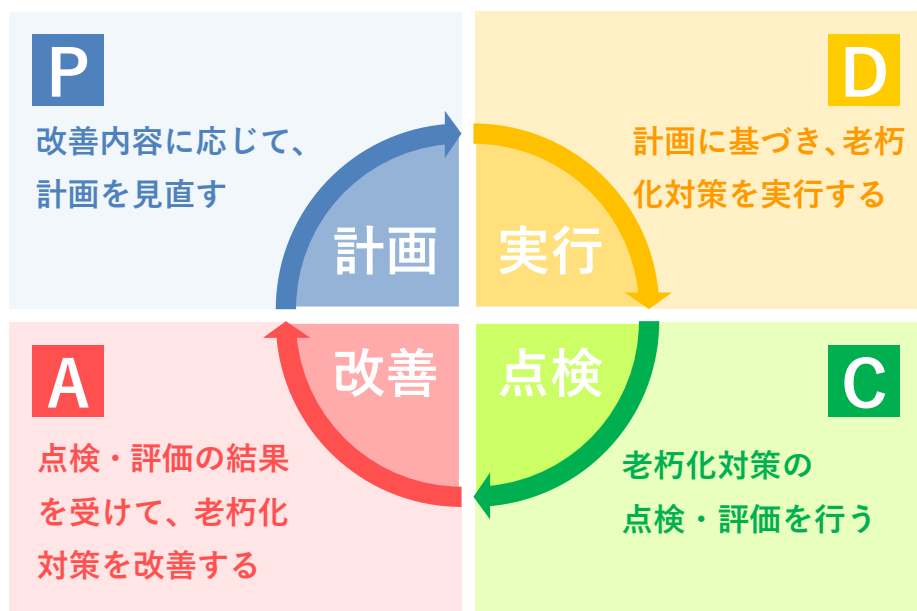 P
改善内容に応じて、
計画を見直す
計画
D
計画に基づき、老朽
化対策を実行する
実行
A
改善
点検・評価の結果
を受けて、老朽化
対策を改善する
C
点検
老朽化対策の
点検・評価を行う